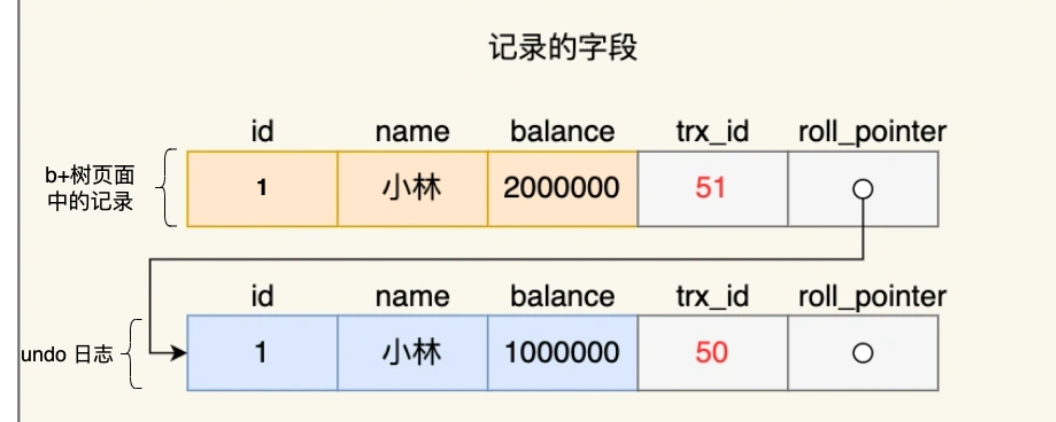 记录的字段
id name balance trx_id roll_pointer
b+树页面
中的记录
1 小林 2000000 51
id name balance trx_id roll_pointer
undo 日志
1 小林 1000000 50